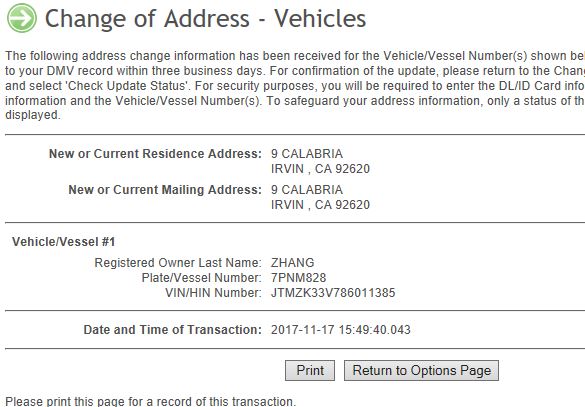 Change of Address - Vehicles
The following address change information has been received for the Vehicle/Vessel Number(s) shown be
to your DMV record within three business days. For confirmation of the update, please return to the Chan
and select 'Check Update Status'. For security purposes, you will be required to enter the DL/ID Card info
information and the Vehicle/Vessel Number(s). To safeguard your address information, only a status of th
displayed.
New or Current Residence Address: 9 CALABRIA
IRVIN , CA 92620
New or Current Mailing Address: 9 CALABRIA
IRVIN , CA 92620
Vehicle/Vessel #1
Registered Owner Last Name: ZHANG
Plate/Vessel Number: 7PNM828
VIN/HIN Number: JTMZK33V786011385
Date and Time of Transaction: 2017-11-17 15:49:40.043
Print Return to Options Page
Please print this page for a record of this transaction.